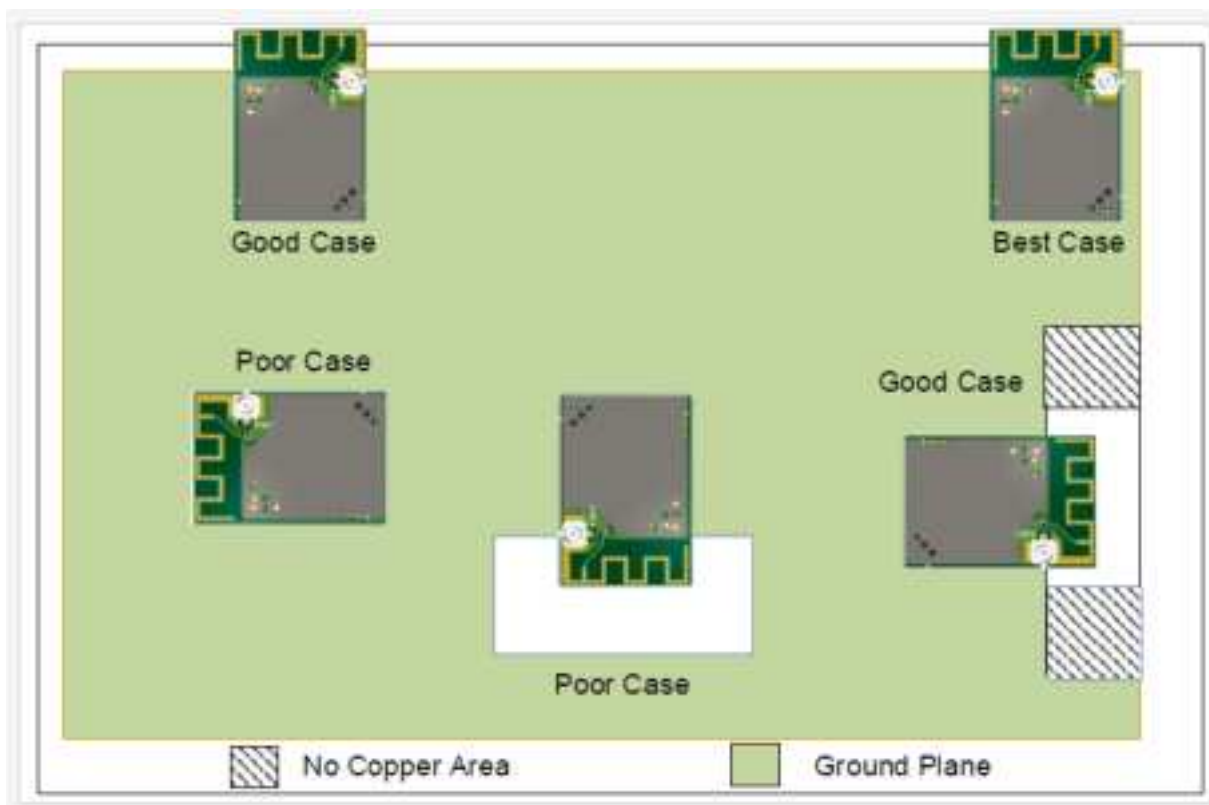 Good Case
Best Case
Poor Case
Good Case
Poor Case
No Copper Area
Ground Plane